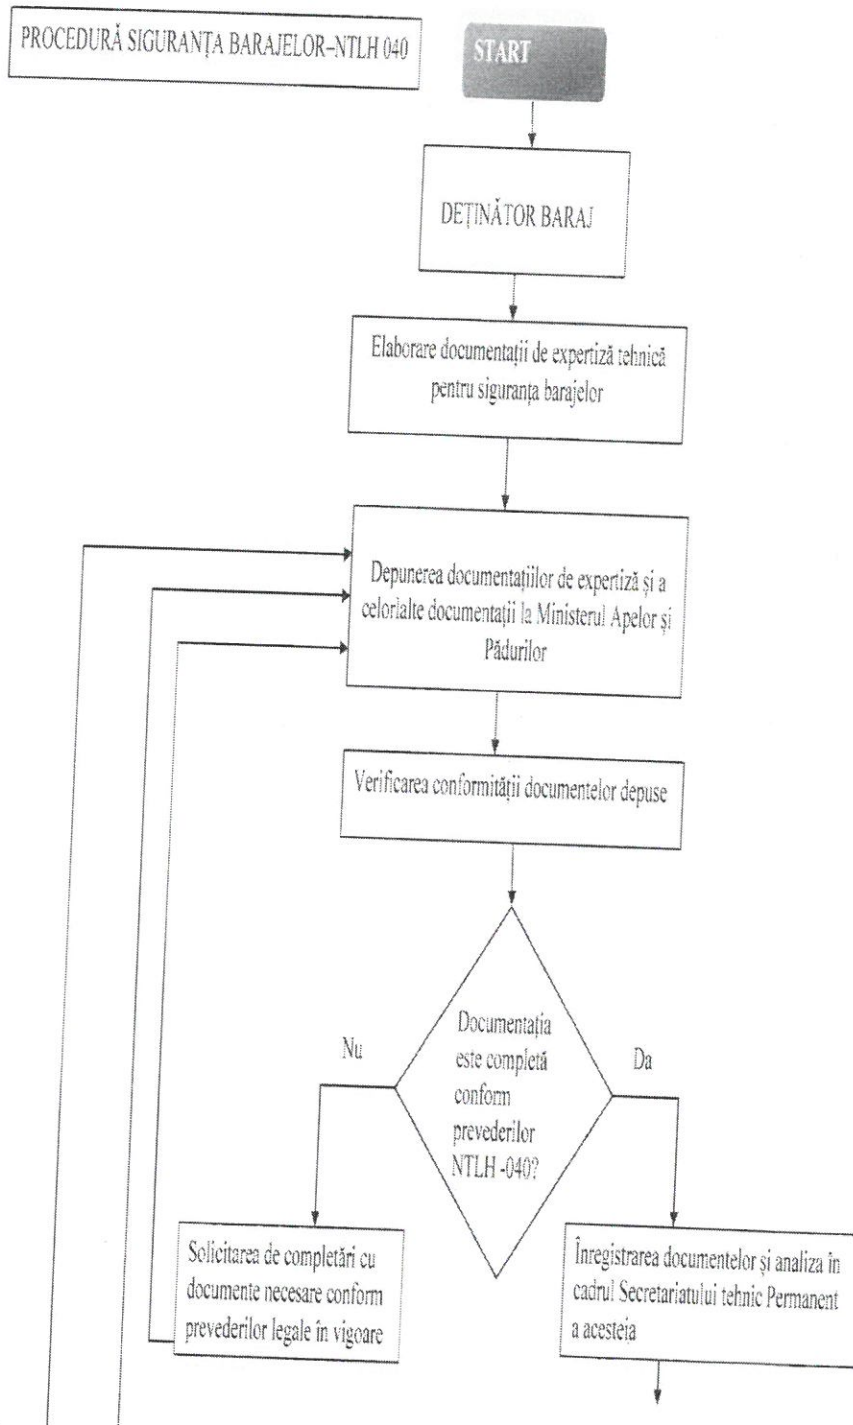 PROCEDURĂ SIGURANȚA BARAJELOR–NTLH 040
START
DEȚINĂTOR BARAJ
Elaborare documentații de expertiză tehnică
pentru siguranța barajelor
Depunerea documentațiilor de expertiză și a
celorlalte documentații la Ministerul Apelor și
Pădurilor
Verificarea conformității documentelor depuse
Documentația
este completă
conform
prevederilor
NTLH -040?
Nu
Da
Solicitarea de completări cu
documente necesare conform
prevederilor legale în vigoare
Înregistrarea documentelor și analiza în
cadrul Secretariatului tehnic Permanent
a acesteia